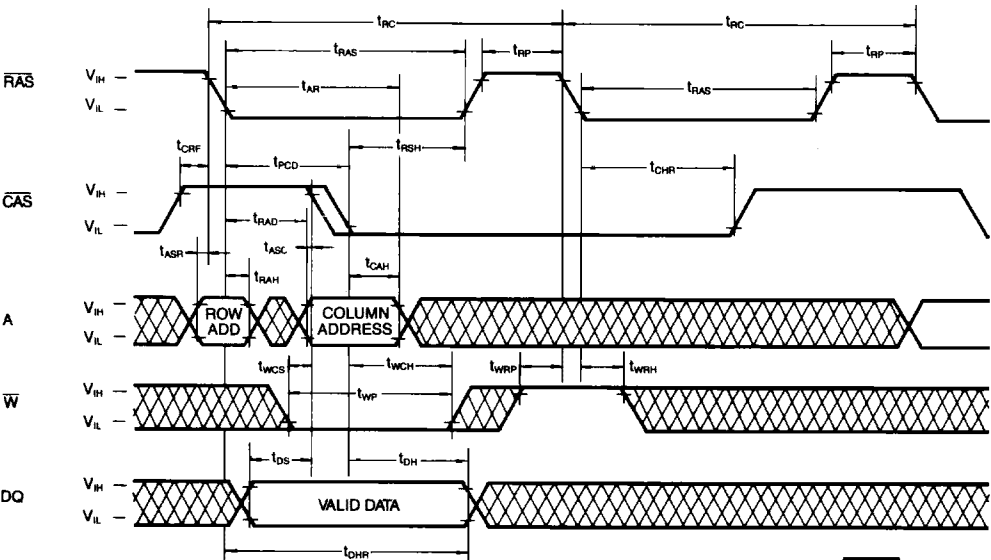 tRC tRC
tRAS tRP
RAS VIH
tAR tRAS tRP
VIL
tRSH
tCRF tPCD tCHR
CAS VIH
tRAD
VIL
tASR tASC
tCAH
tRAH
A VIH ROW ADD COLUMN ADDRESS
VIL
tWCS tWCH tWRP tWRH
W VIH tWP
VIL
tDS tDH
DQ VIH
VALID DATA
VIL
tDHR